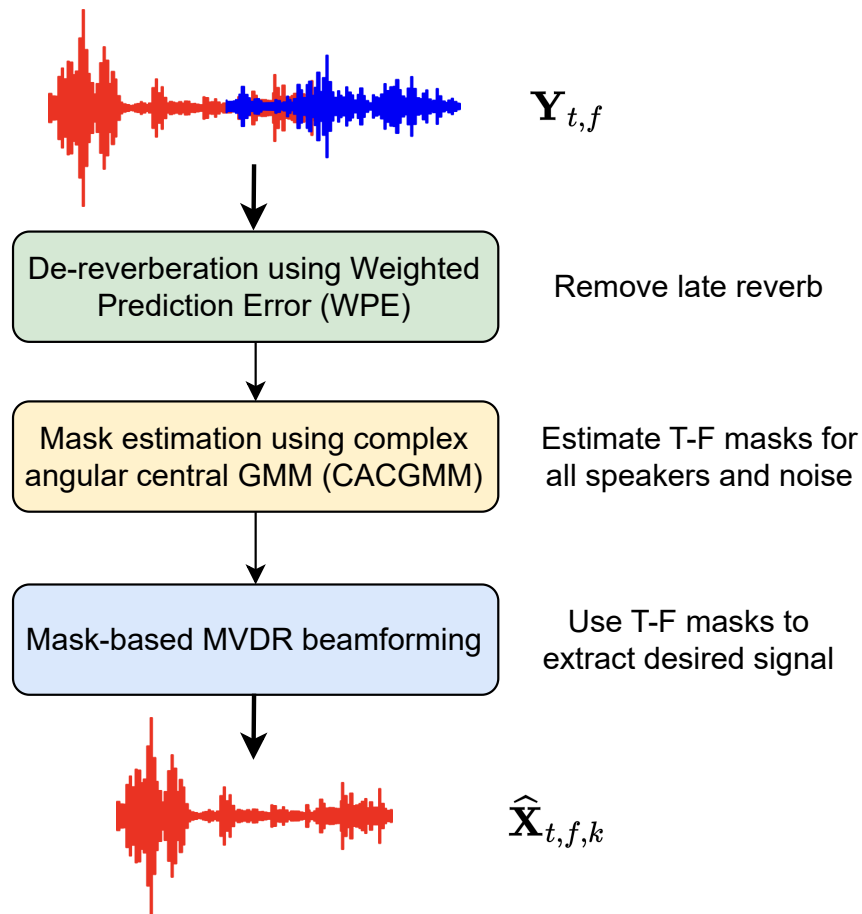 Y_{t,f}
De-reverberation using Weighted
Prediction Error (WPE)
Remove late reverb
Mask estimation using complex
angular central GMM (CACGMM)
Estimate T-F masks for
all speakers and noise
Mask-based MVDR beamforming
Use T-F masks to
extract desired signal
X̂_{t,f,k}